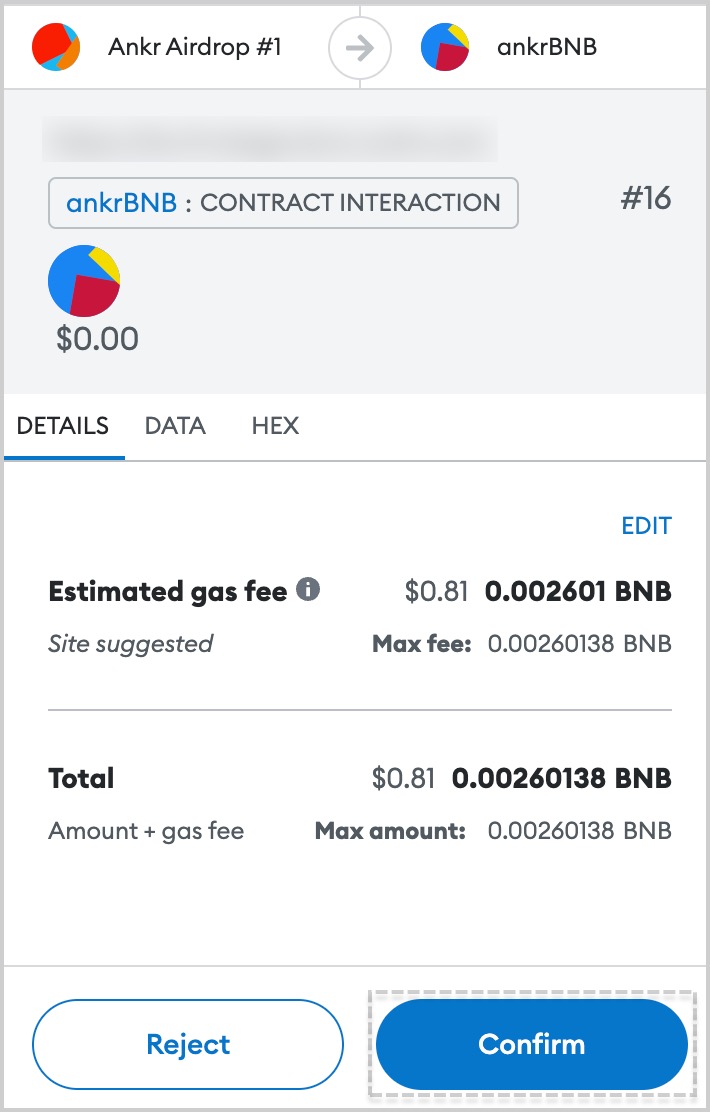 Ankr Airdrop #1 ankrBNB
ankrBNB : CONTRACT INTERACTION #16
$0.00
DETAILS DATA HEX
EDIT
Estimated gas fee $0.81 0.002601 BNB
Site suggested Max fee: 0.00260138 BNB
Total $0.81 0.00260138 BNB
Amount + gas fee Max amount: 0.00260138 BNB
Reject Confirm